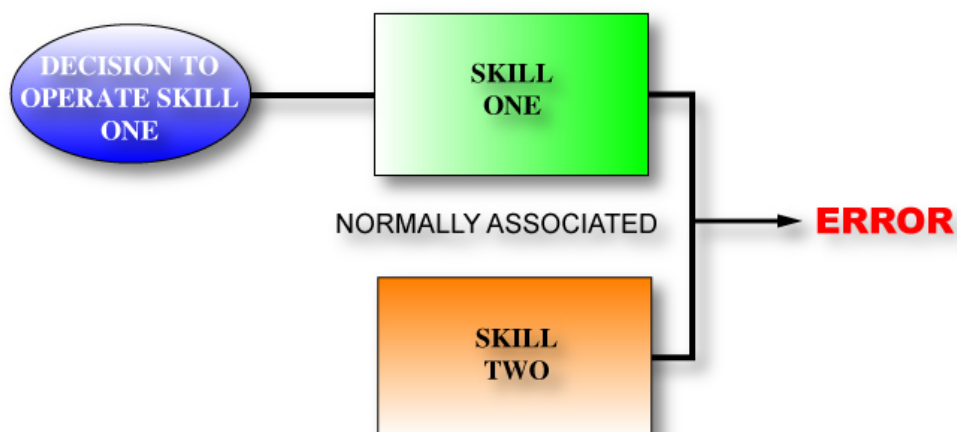 DECISION TO
OPERATE SKILL
ONE
SKILL
ONE
NORMALLY ASSOCIATED
ERROR
SKILL
TWO